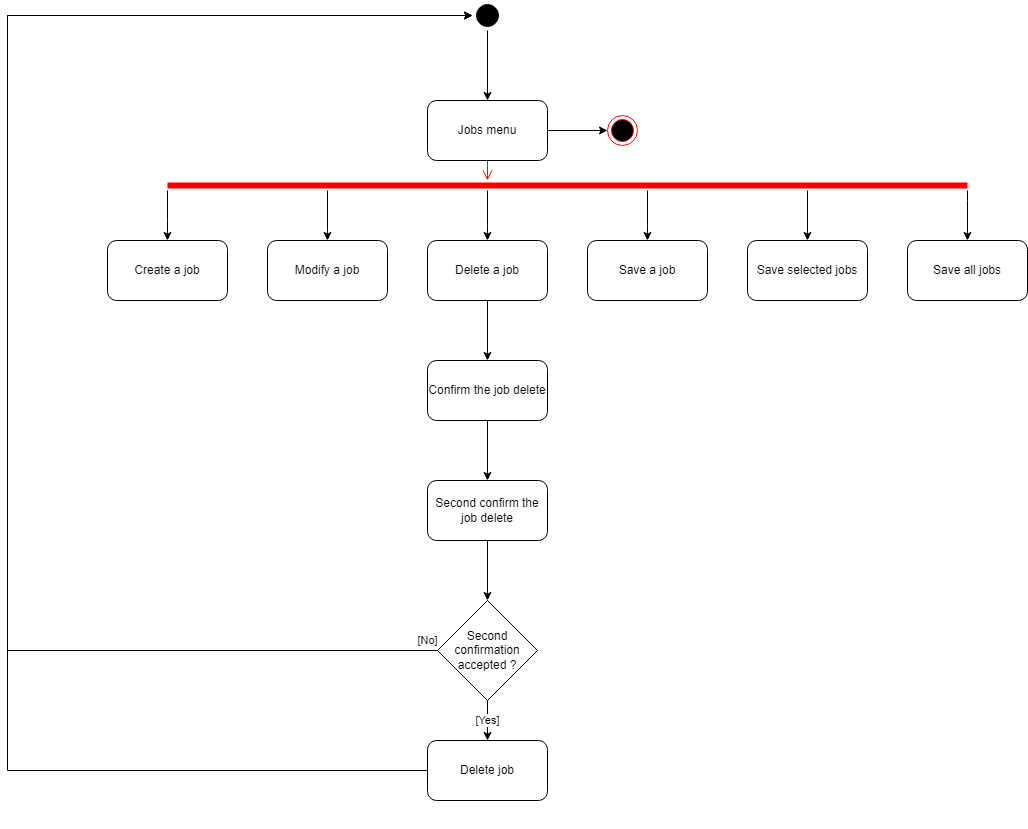 Jobs menu
Create a job
Modify a job
Delete a job
Save a job
Save selected jobs
Save all jobs
Confirm the job delete
Second confirm the
job delete
[No]
Second
confirmation
accepted ?
[Yes]
Delete job